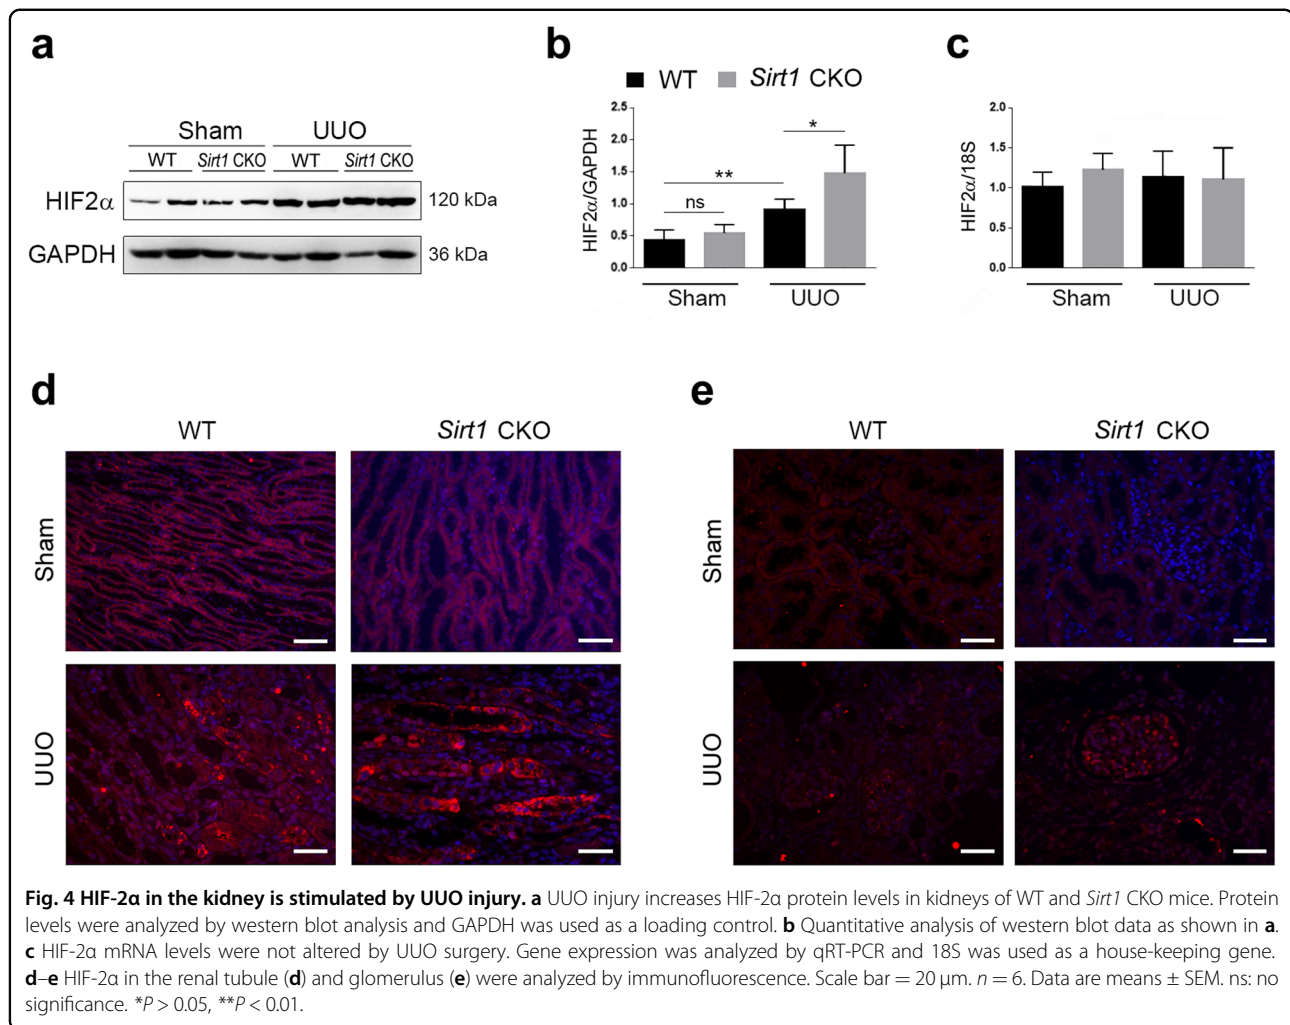 a
Sham UUO
WT Sirt1 CKO WT Sirt1 CKO
HIF2α 120 kDa
GAPDH 36 kDa
b
WT Sirt1 CKO
HIF2α/GAPDH
2.5
2.0
1.5
1.0
0.5
0.0
ns
**
*
Sham UUO
c
HIF2α/18S
2.0
1.5
1.0
0.5
0.0
Sham UUO
d
WT Sirt1 CKO
Sham
UUO
e
WT Sirt1 CKO
Sham
UUO
Fig. 4 HIF-2α in the kidney is stimulated by UUO injury. a UUO injury increases HIF-2α protein levels in kidneys of WT and Sirt1 CKO mice. Protein
levels were analyzed by western blot analysis and GAPDH was used as a loading control. b Quantitative analysis of western blot data as shown in a.
c HIF-2α mRNA levels were not altered by UUO surgery. Gene expression was analyzed by qRT-PCR and 18S was used as a house-keeping gene.
d–e HIF-2α in the renal tubule (d) and glomerulus (e) were analyzed by immunofluorescence. Scale bar = 20 µm. n = 6. Data are means ± SEM. ns: no
significance. *P > 0.05, **P < 0.01.